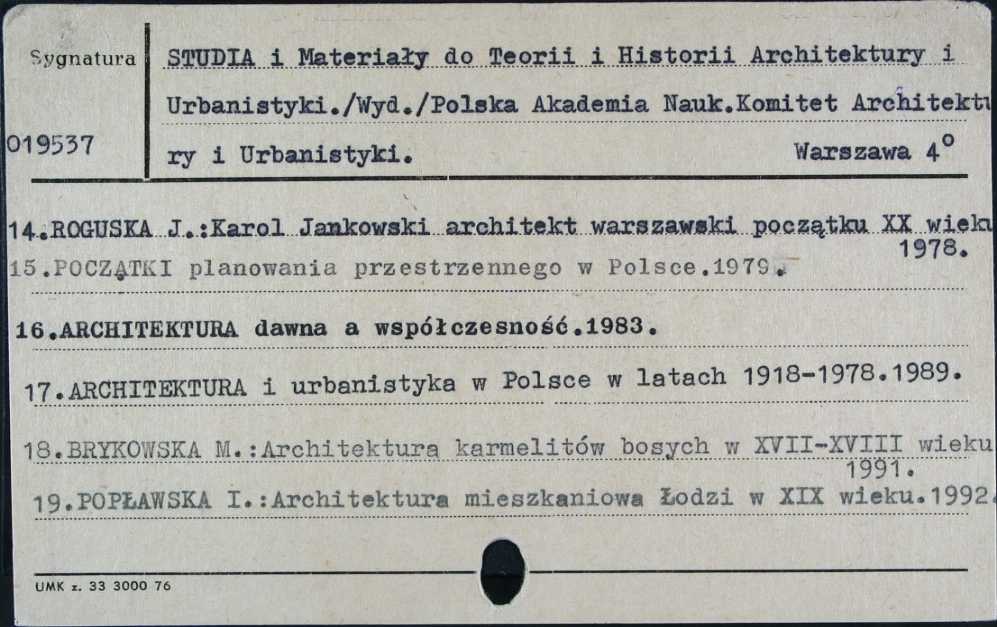 Sygnatura
STUDIA i Materiały do Teorii i Historii Architektury i
Urbanistyki./Wyd./Polska Akademia Nauk.Komitet Architektu
019537
ry i Urbanistyki. Warszawa 4°
14.ROGUSKA J.:Karol Jankowski architekt warszawski początku XX wieku
1978.
15.POCZĄTKI planowania przestrzennego w Polsce.1979.
16.ARCHITEKTURA dawna a współczesność.1983.
17.ARCHITEKTURA i urbanistyka w Polsce w latach 1918-1978.1989.
18.BRYKOWSKA M.:Architektura karmelitów bosych w XVII-XVIII wieku
1991.
19.POPŁAWSKA I.:Architektura mieszkaniowa Łodzi w XIX wieku.1992.
UMK z. 33 3000 76